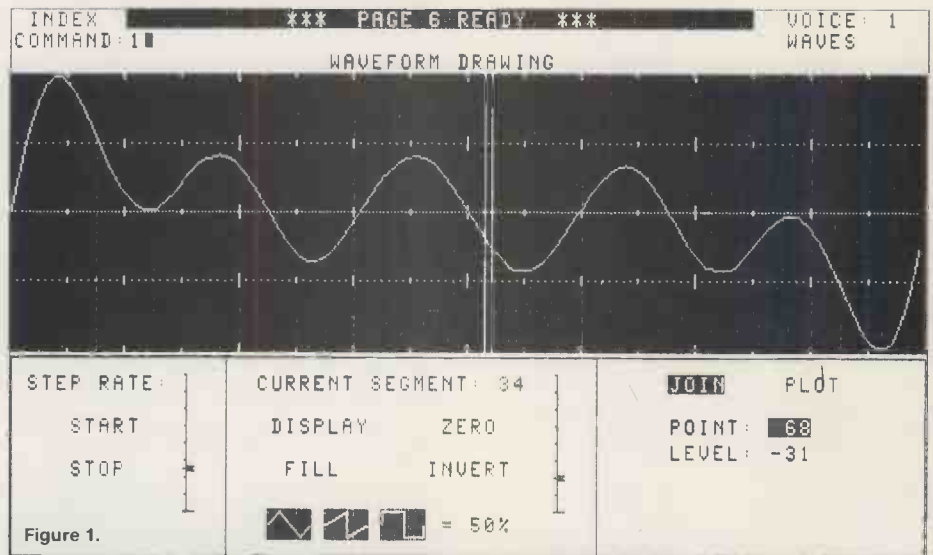 INDEX *** PAGE 6 READY *** VOICE: 1
COMMAND:1 WAVES
WAVEFORM DRAWING
STEP RATE:
START
STOP
CURRENT SEGMENT: 34
DISPLAY ZERO
FILL INVERT
= 50%
JOIN PLOT
POINT: 68
LEVEL: -31
Figure 1.